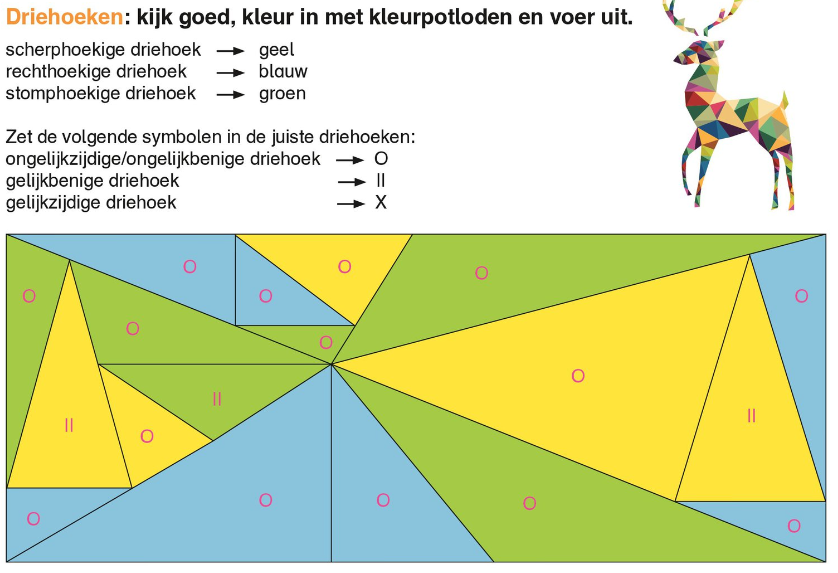 Driehoeken: kijk goed, kleur in met kleurpotloden en voer uit.
scherphoekige driehoek → geel
rechthoekige driehoek → blauw
stomphoekige driehoek → groen
Zet de volgende symbolen in de juiste driehoeken:
ongelijkzijdige/ongelijkbenige driehoek → O
gelijkbenige driehoek → II
gelijkzijdige driehoek → X
O O
O O O O
O O
O
II II
II O
O O O
O O